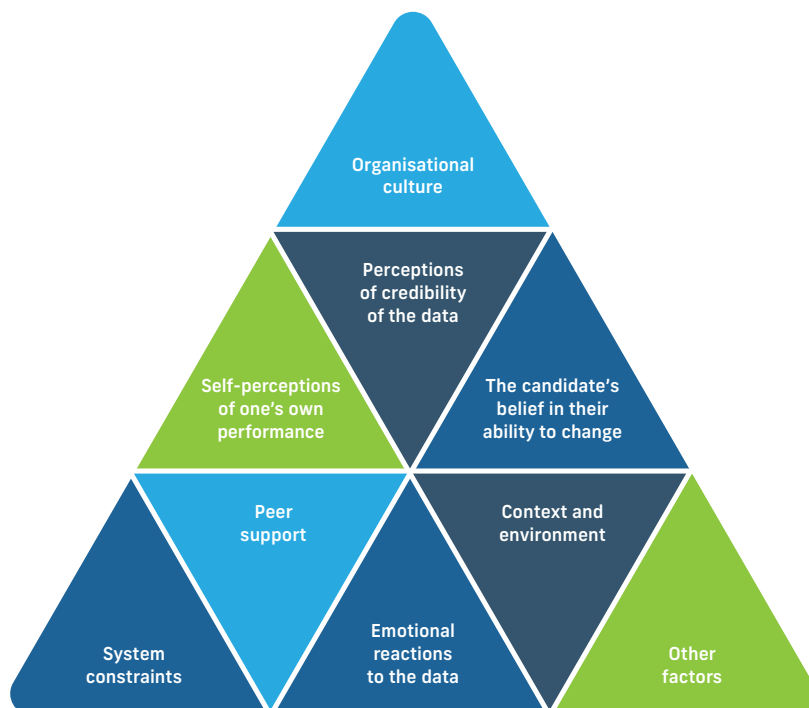 Organisational
culture
Perceptions
of credibility
of the data
Self-perceptions
of one's own
performance
The candidate's
belief in their
ability to change
Peer
support
Context and
environment
System
constraints
Emotional
reactions
to the data
Other
factors